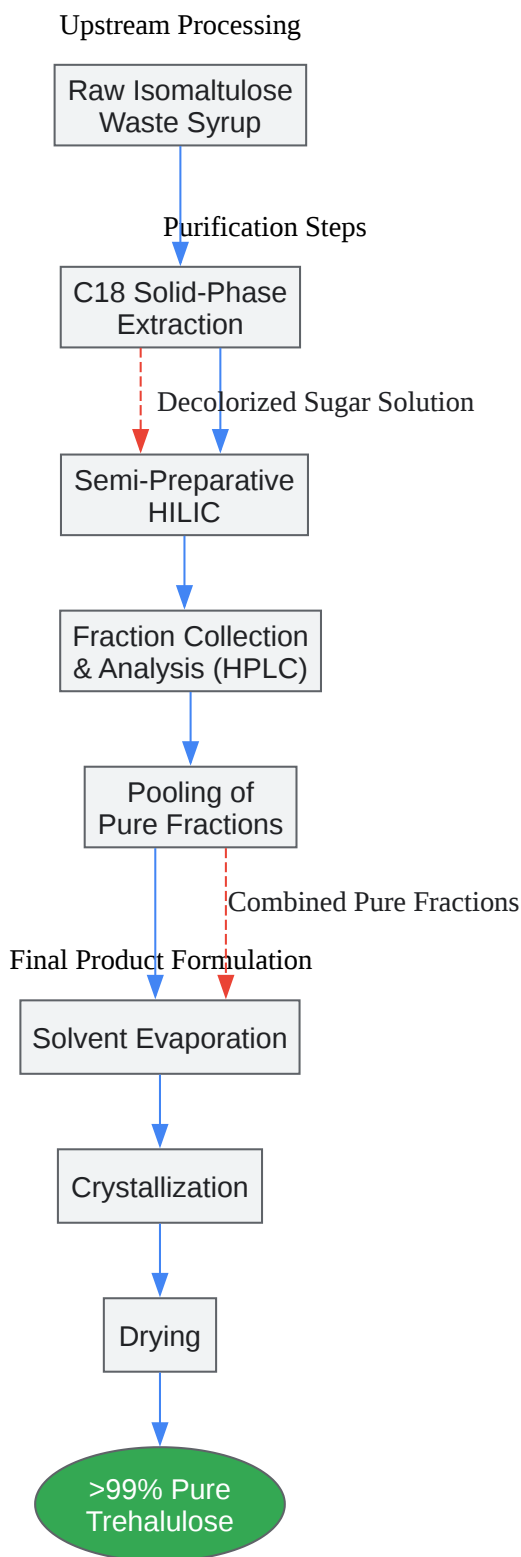 Upstream Processing
Raw Isomaltulose
Waste Syrup
Purification Steps
C18 Solid-Phase
Extraction
Decolorized Sugar Solution
Semi-Preparative
HILIC
Fraction Collection
& Analysis (HPLC)
Pooling of
Pure Fractions
Combined Pure Fractions
Final Product Formulation
Solvent Evaporation
Crystallization
Drying
>99% Pure
Trehalulose